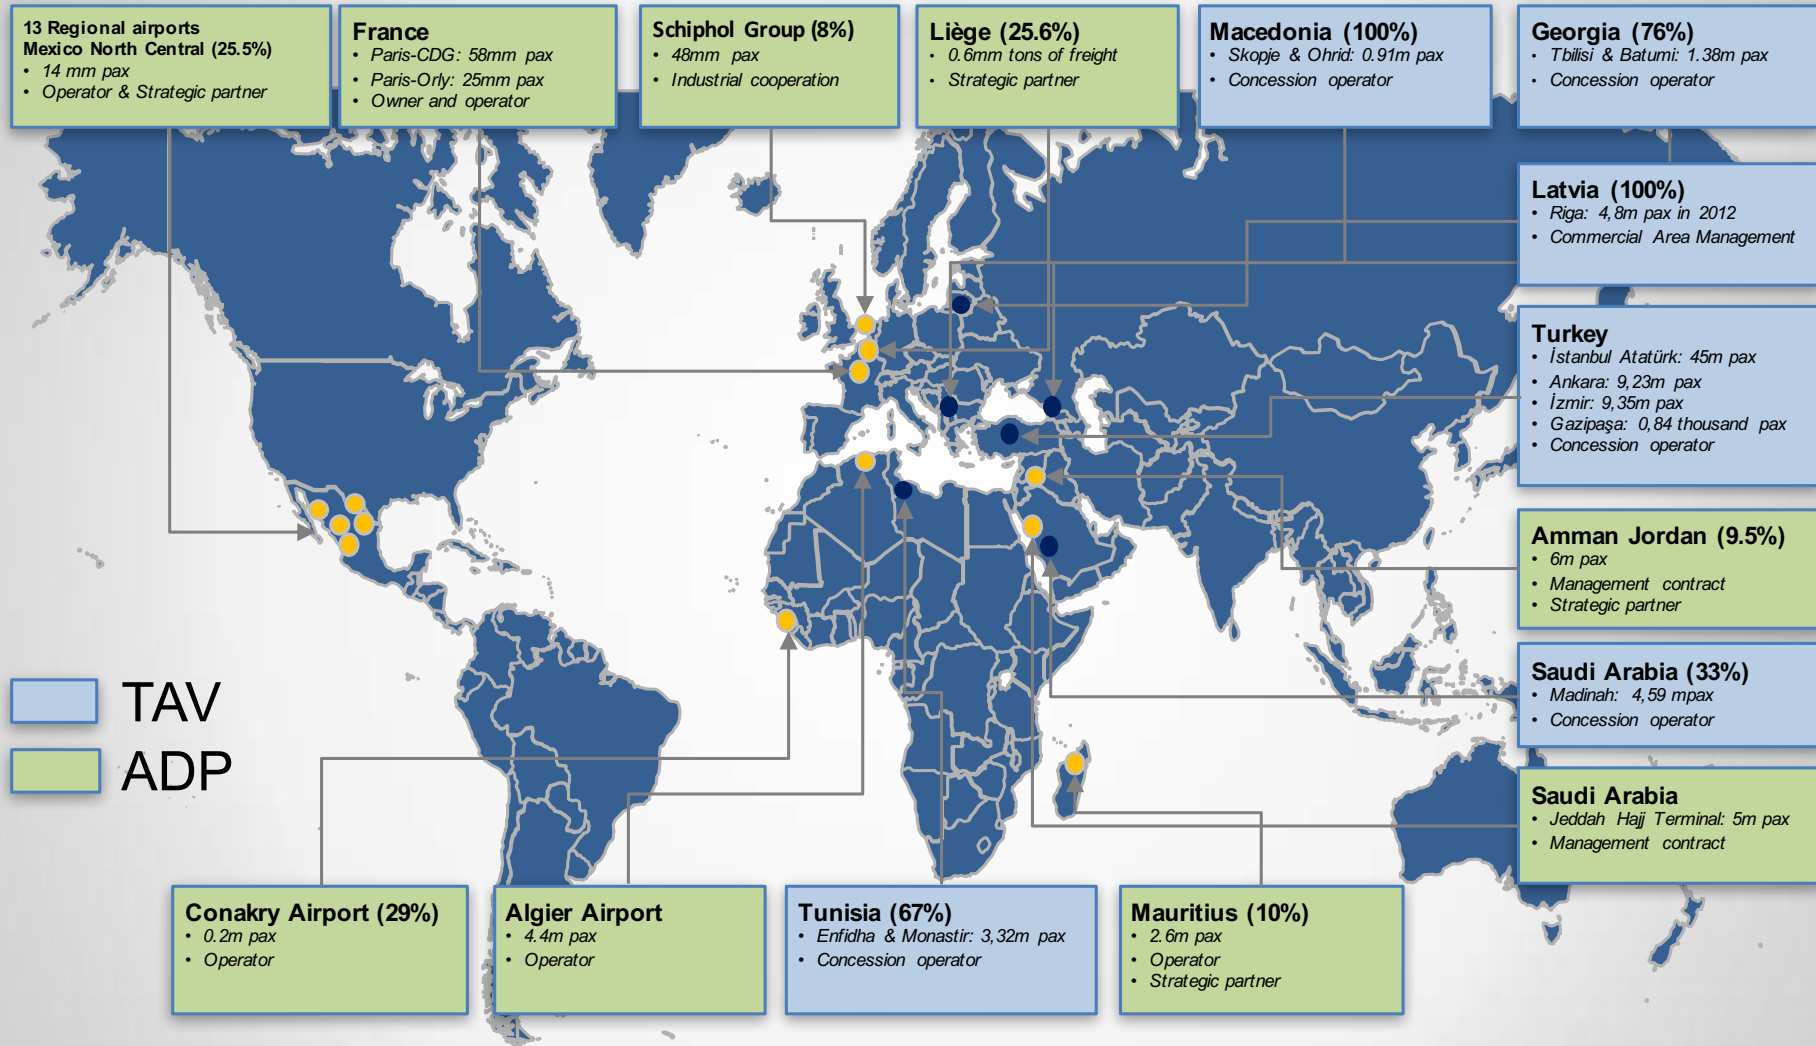 13 Regional airports
Mexico North Central (25.5%)
• 14 mm pax
• Operator & Strategic partner
France
• Paris-CDG: 58mm pax
• Paris-Orly: 25mm pax
• Owner and operator
Schiphol Group (8%)
• 48mm pax
• Industrial cooperation
Liège (25.6%)
• 0.6mm tons of freight
• Strategic partner
Macedonia (100%)
• Skopje & Ohrid: 0.91m pax
• Concession operator
Georgia (76%)
• Tbilisi & Batumi: 1.38m pax
• Concession operator
Latvia (100%)
• Riga: 4,8m pax in 2012
• Commercial Area Management
Turkey
• İstanbul Atatürk: 45m pax
• Ankara: 9,23m pax
• İzmir: 9,35m pax
• Gazipaşa: 0,84 thousand pax
• Concession operator
Amman Jordan (9.5%)
• 6m pax
• Management contract
• Strategic partner
Saudi Arabia (33%)
• Madinah: 4,59 mpax
• Concession operator
Saudi Arabia
• Jeddah Hajj Terminal: 5m pax
• Management contract
TAV
ADP
Conakry Airport (29%)
• 0.2m pax
• Operator
Algier Airport
• 4.4m pax
• Operator
Tunisia (67%)
• Enfidha & Monastir: 3,32m pax
• Concession operator
Mauritius (10%)
• 2.6m pax
• Operator
• Strategic partner